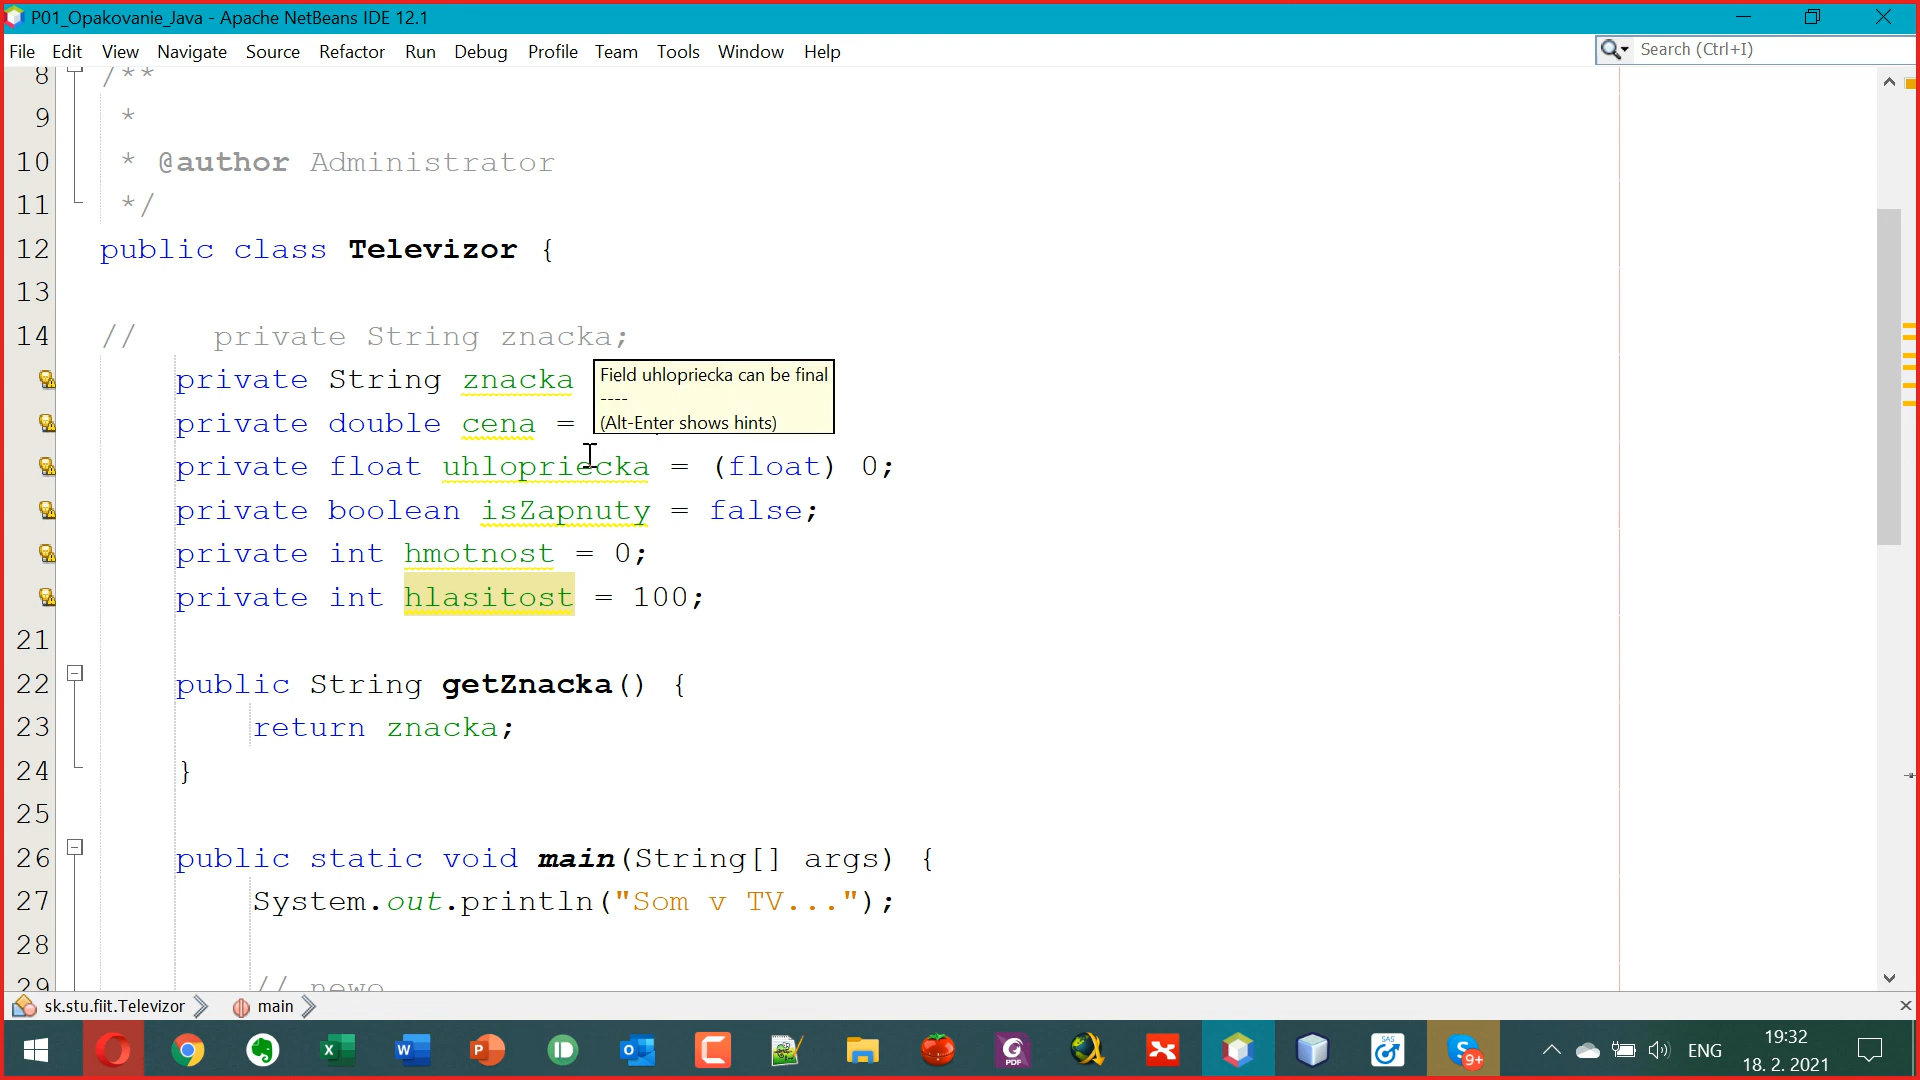 P01_Opakovanie_Java - Apache NetBeans IDE 12.1
File Edit View Navigate Source Refactor Run Debug Profile Team Tools Window Help
Search (Ctrl+I)
8 /**
9 *
10 * @author Administrator
11 */
12 public class Televizor {
13
14 // private String znacka;
private String znacka
private double cena =
private float uhlopriecka = (float) 0;
private boolean isZapnuty = false;
private int hmotnost = 0;
private int hlasitost = 100;
Field uhlopriecka can be final
----
(Alt-Enter shows hints)
21
22 public String getZnacka() {
23 return znacka;
24 }
25
26 public static void main(String[] args) {
27 System.out.println("Som v TV...");
28
29 // newo
sk.stu.fiit.Televizor main
ENG
19:32
18. 2. 2021
9+